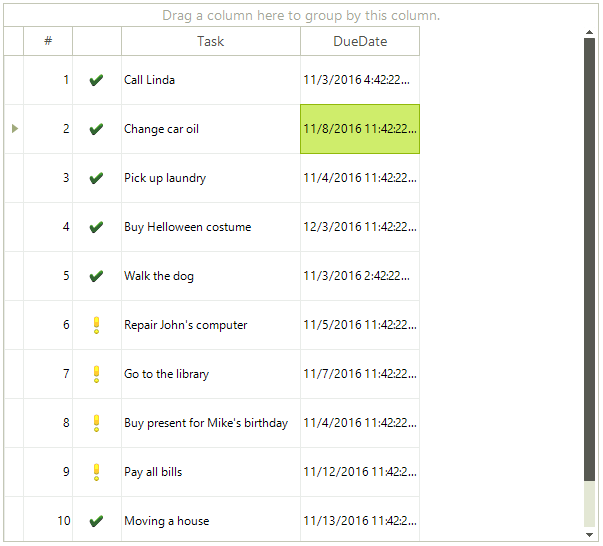 Drag a column here to group by this column.
# Task DueDate
1 Call Linda 11/3/2016 4:42:22...
2 Change car oil 11/8/2016 11:42:22...
3 Pick up laundry 11/4/2016 11:42:22...
4 Buy Helloween costume 12/3/2016 11:42:22...
5 Walk the dog 11/3/2016 2:42:22...
6 Repair John's computer 11/5/2016 11:42:22...
7 Go to the library 11/7/2016 11:42:22...
8 Buy present for Mike's birthday 11/4/2016 11:42:22...
9 Pay all bills 11/12/2016 11:42:2...
10 Moving a house 11/13/2016 11:42:2...